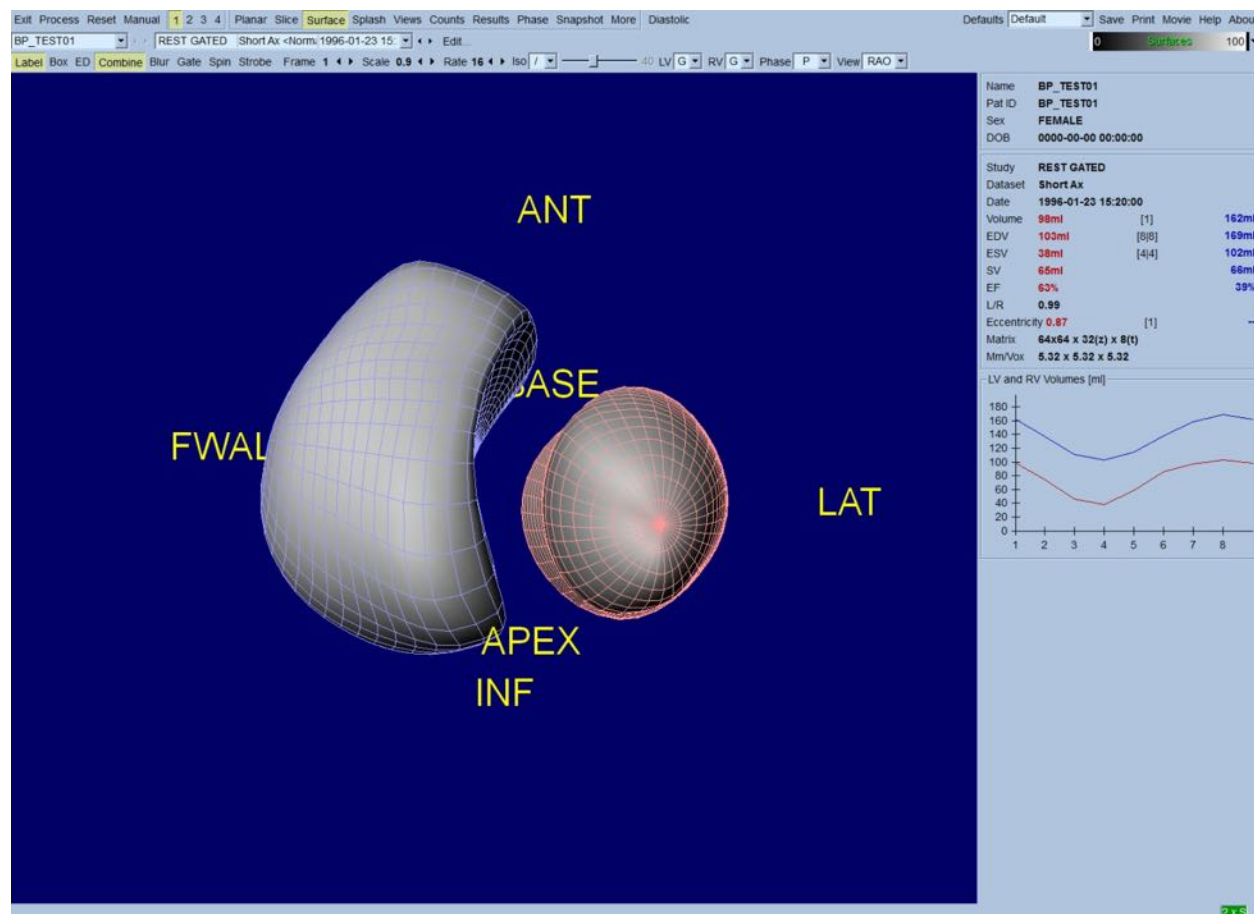 Exit Process Reset Manual 1 2 3 4 Planar Slice Surface Splash Views Counts Results Phase Snapshot More Diastolic Defaults Default Save Print Movie Help Abou
BP_TEST01 REST GATED Short Ax <Norm. 1996-01-23 15: Edit...
0 Surfaces 100
Label Box ED Combine Blur Gate Spin Strobe Frame 1 Scale 0.9 Rate 16 Iso / 40 LV G RV G Phase P View RAO
ANT
BASE
FWAL
LAT
APEX
INF
Name BP_TEST01
Pat ID BP_TEST01
Sex FEMALE
DOB 0000-00-00 00:00:00
Study REST GATED
Dataset Short Ax
Date 1996-01-23 15:20:00
Volume 98ml [1] 162ml
EDV 103ml [8|8] 169ml
ESV 38ml [4|4] 102ml
SV 65ml 66ml
EF 63% 39%
L/R 0.99
Eccentricity 0.87 [1] --
Matrix 64x64 x 32(z) x 8(t)
Mm/Vox 5.32 x 5.32 x 5.32
LV and RV Volumes [ml]
180
160
140
120
100
80
60
40
20
0
1 2 3 4 5 6 7 8
2 x S